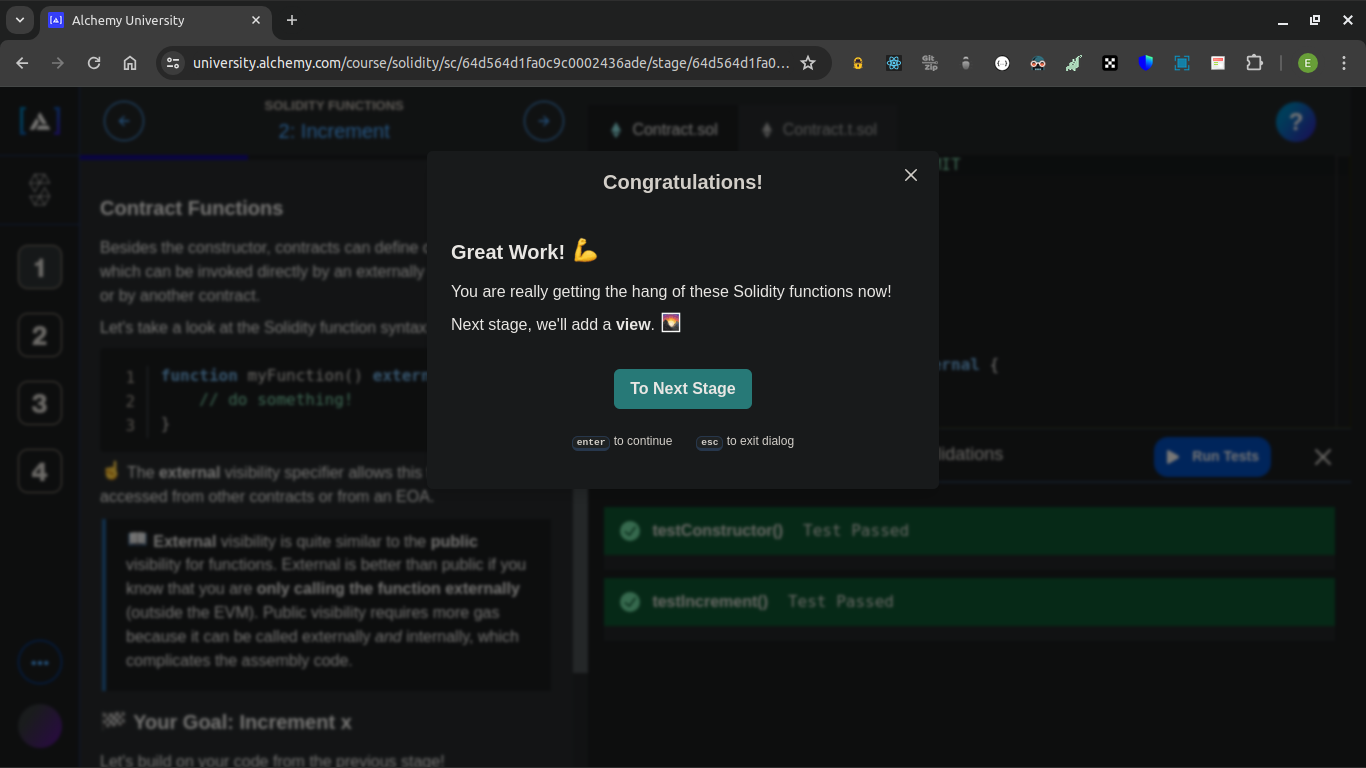 Alchemy University
university.alchemy.com/course/solidity/sc/64d564d1fa0c9c0002436ade/stage/64d564d1fa0...
Git
Zip
E
SOLIDITY FUNCTIONS
2: Increment
Contract.sol
Contract.t.sol
?
1
2
3
4
Contract Functions
Besides the constructor, contracts can define
which can be invoked directly by an externally
or by another contract.
Let's take a look at the Solidity function syntax
1 function myFunction() extern
2 // do something!
3 }
☝ The external visibility specifier allows this
accessed from other contracts or from an EOA.
External visibility is quite similar to the public
visibility for functions. External is better than public if you
know that you are only calling the function externally
(outside the EVM). Public visibility requires more gas
because it can be called externally and internally, which
complicates the assembly code.
Your Goal: Increment x
Let's build on your code from the previous stage!
Congratulations!
Great Work! 💪
You are really getting the hang of these Solidity functions now!
Next stage, we'll add a view. 🌄
To Next Stage
enter to continue
esc to exit dialog
MIT
ernal {
lidations
Run Tests
testConstructor() Test Passed
testIncrement() Test Passed